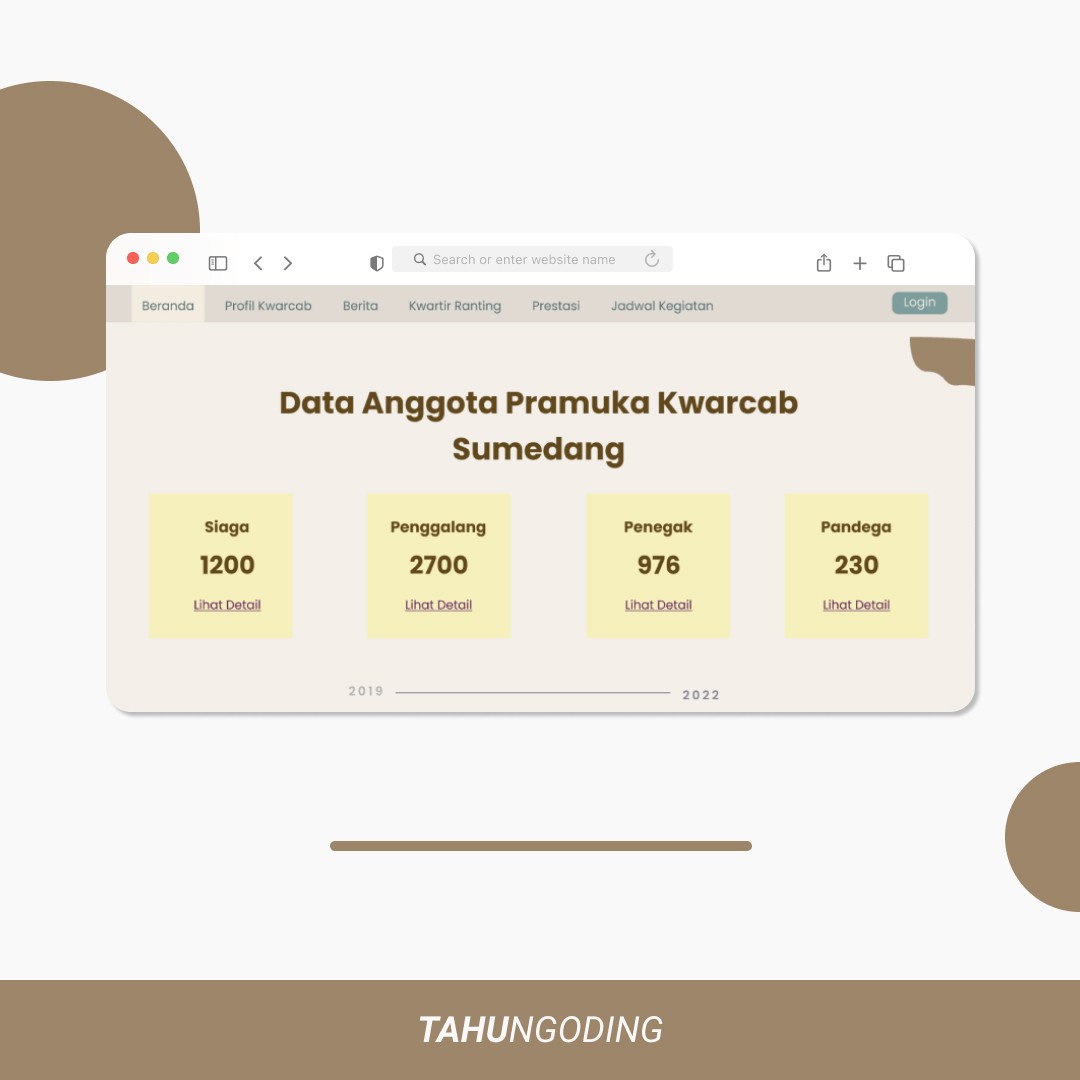 Search or enter website name
Beranda Profil Kwarcab Berita Kwartir Ranting Prestasi Jadwal Kegiatan Login
Data Anggota Pramuka Kwarcab
Sumedang
Siaga
1200
Lihat Detail
Penggalang
2700
Lihat Detail
Penegak
976
Lihat Detail
Pandega
230
Lihat Detail
2019 2022
TAHUNGODING